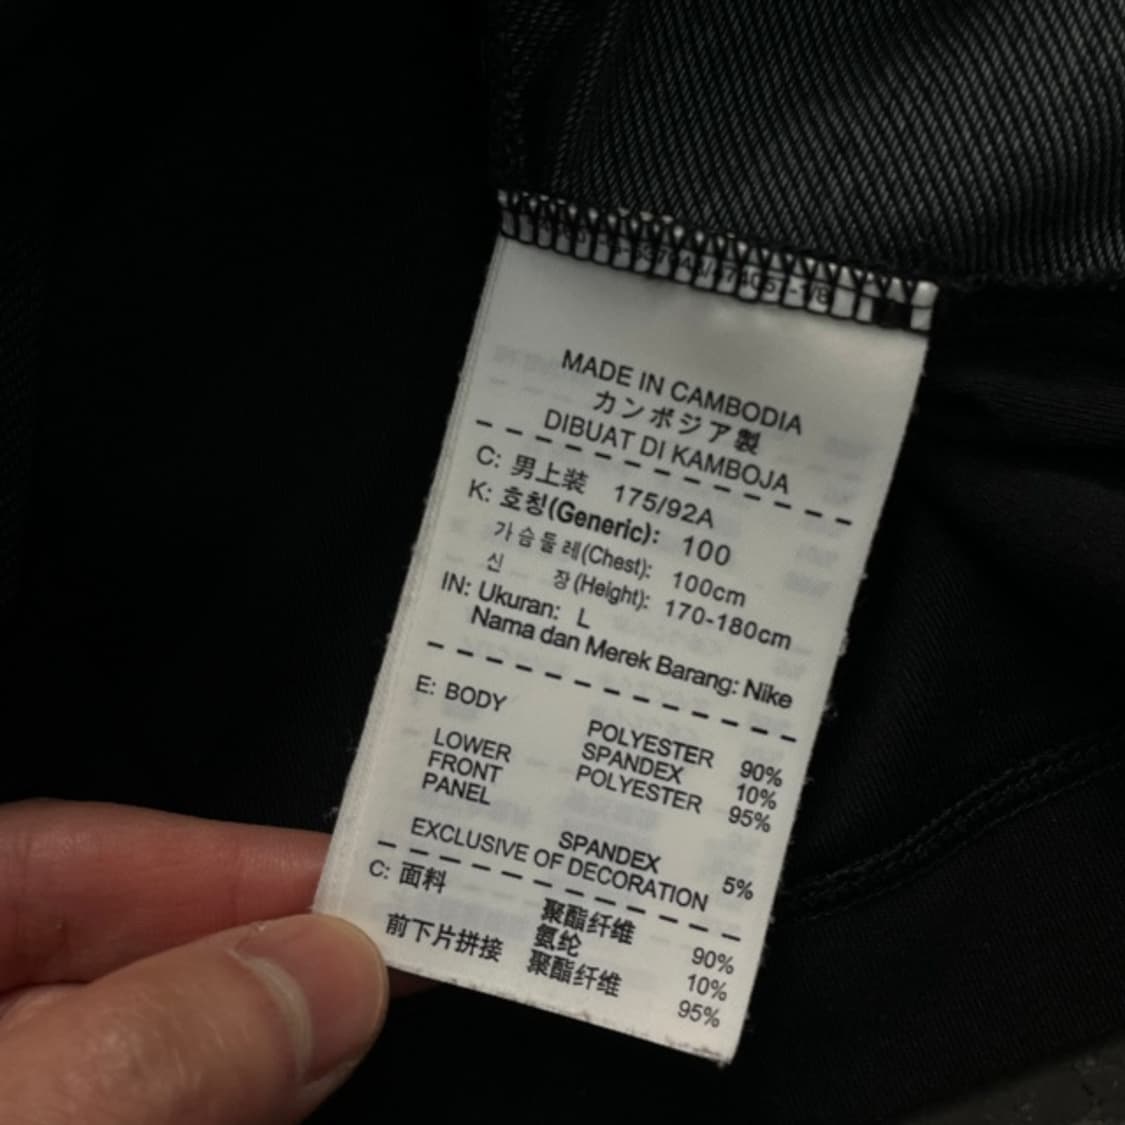 MADE IN CAMBODIA
カンボジア製
DIBUAT DI KAMBOJA
C: 男上装 175/92A
K: 호칭(Generic): 100
가슴둘레(Chest): 100cm
신 장(Height): 170-180cm
IN: Ukuran: L
Nama dan Merek Barang: Nike
E: BODY POLYESTER 90%
SPANDEX 10%
LOWER FRONT PANEL POLYESTER 95%
SPANDEX 5%
EXCLUSIVE OF DECORATION
C: 面料 聚酯纤维 90%
氨纶 10%
前下片拼接 聚酯纤维 95%